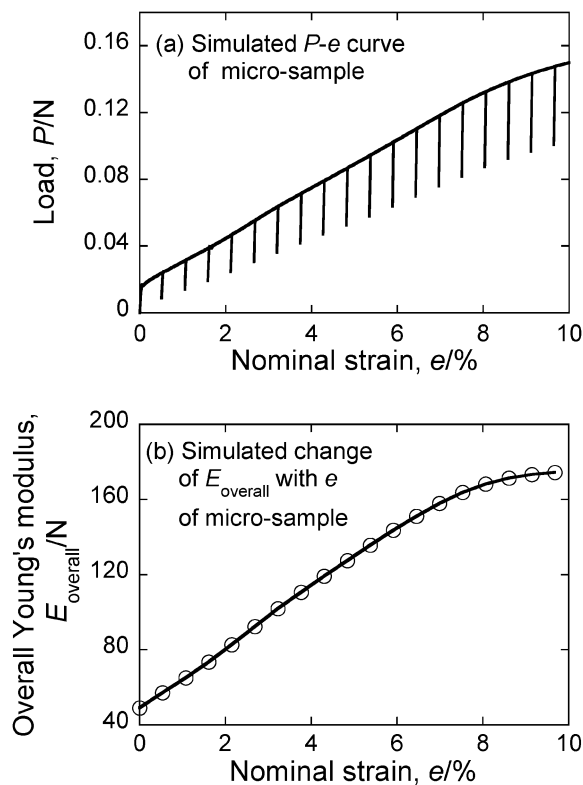 0.16
(a) Simulated P-e curve
of micro-sample
0.12
Load, P/N
0.08
0.04
0
0 2 4 6 8 10
Nominal strain, e/%
200
(b) Simulated change
of Eoverall with e
of micro-sample
160
Overall Young's modulus,
Eoverall/N
120
80
40
0 2 4 6 8 10
Nominal strain, e/%